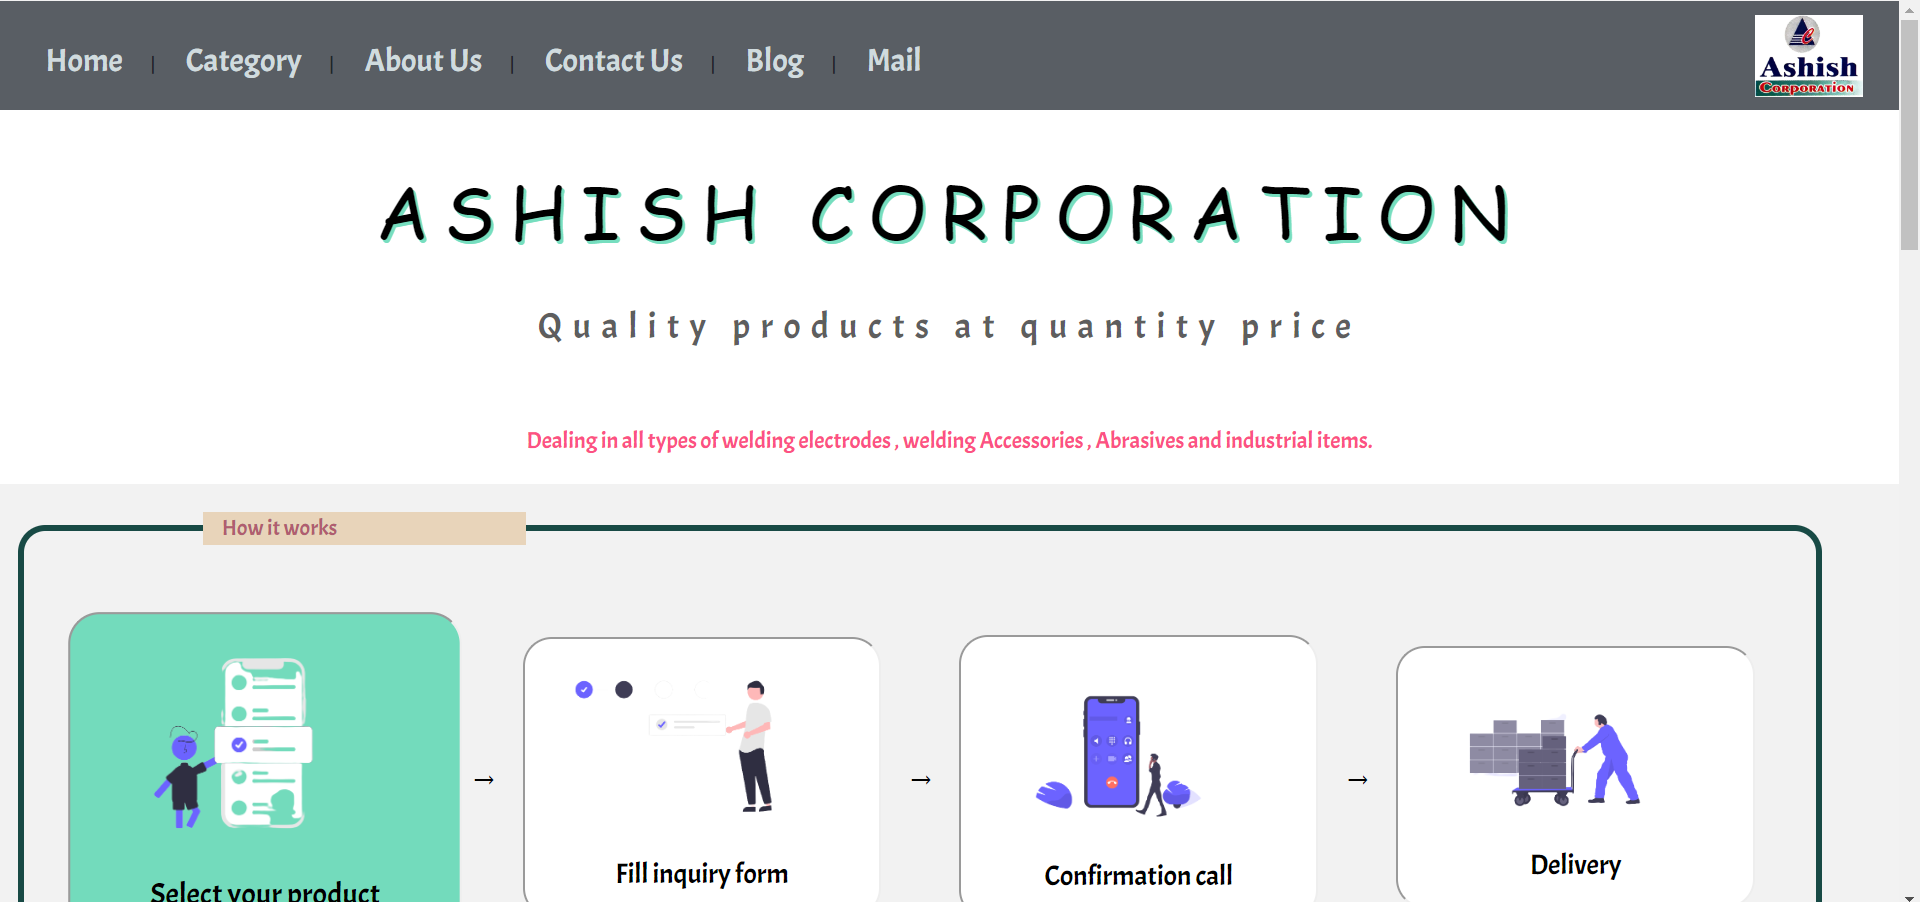 Home | Category | About Us | Contact Us | Blog | Mail
Ashish
CORPORATION
ASHISH CORPORATION
Quality products at quantity price
Dealing in all types of welding electrodes , welding Accessories , Abrasives and industrial items.
How it works
→ → →
Select your product
Fill inquiry form
Confirmation call
Delivery